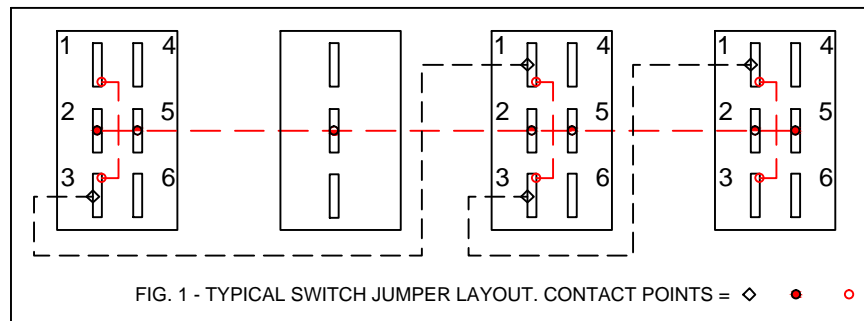 1 4 1 4 1 4
2 5 2 5 2 5
3 6 3 6 3 6
FIG. 1 - TYPICAL SWITCH JUMPER LAYOUT. CONTACT POINTS =